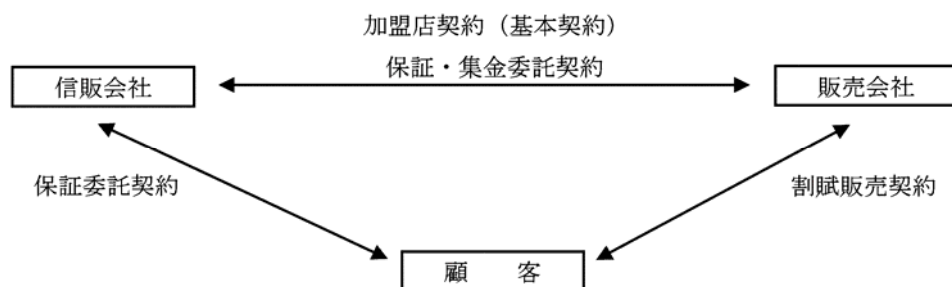 加盟店契約（基本契約）
保証・集金委託契約
信販会社
販売会社
保証委託契約
割賦販売契約
顧　　客